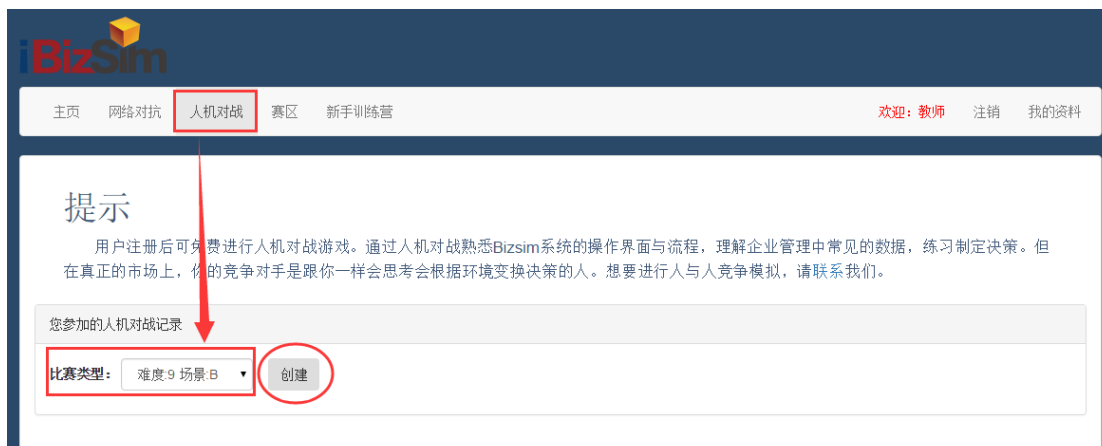 iBizSim
主页 网络对抗 人机对战 赛区 新手训练营 欢迎：教师 注销 我的资料
提示
用户注册后可免费进行人机对战游戏。通过人机对战熟悉Bizsim系统的操作界面与流程，理解企业管理中常见的数据，练习制定决策。但
在真正的市场上，你的竞争对手是跟你一样会思考会根据环境变换决策的人。想要进行人与人竞争模拟，请联系我们。
您参加的人机对战记录
比赛类型： 难度:9 场景:B 创建